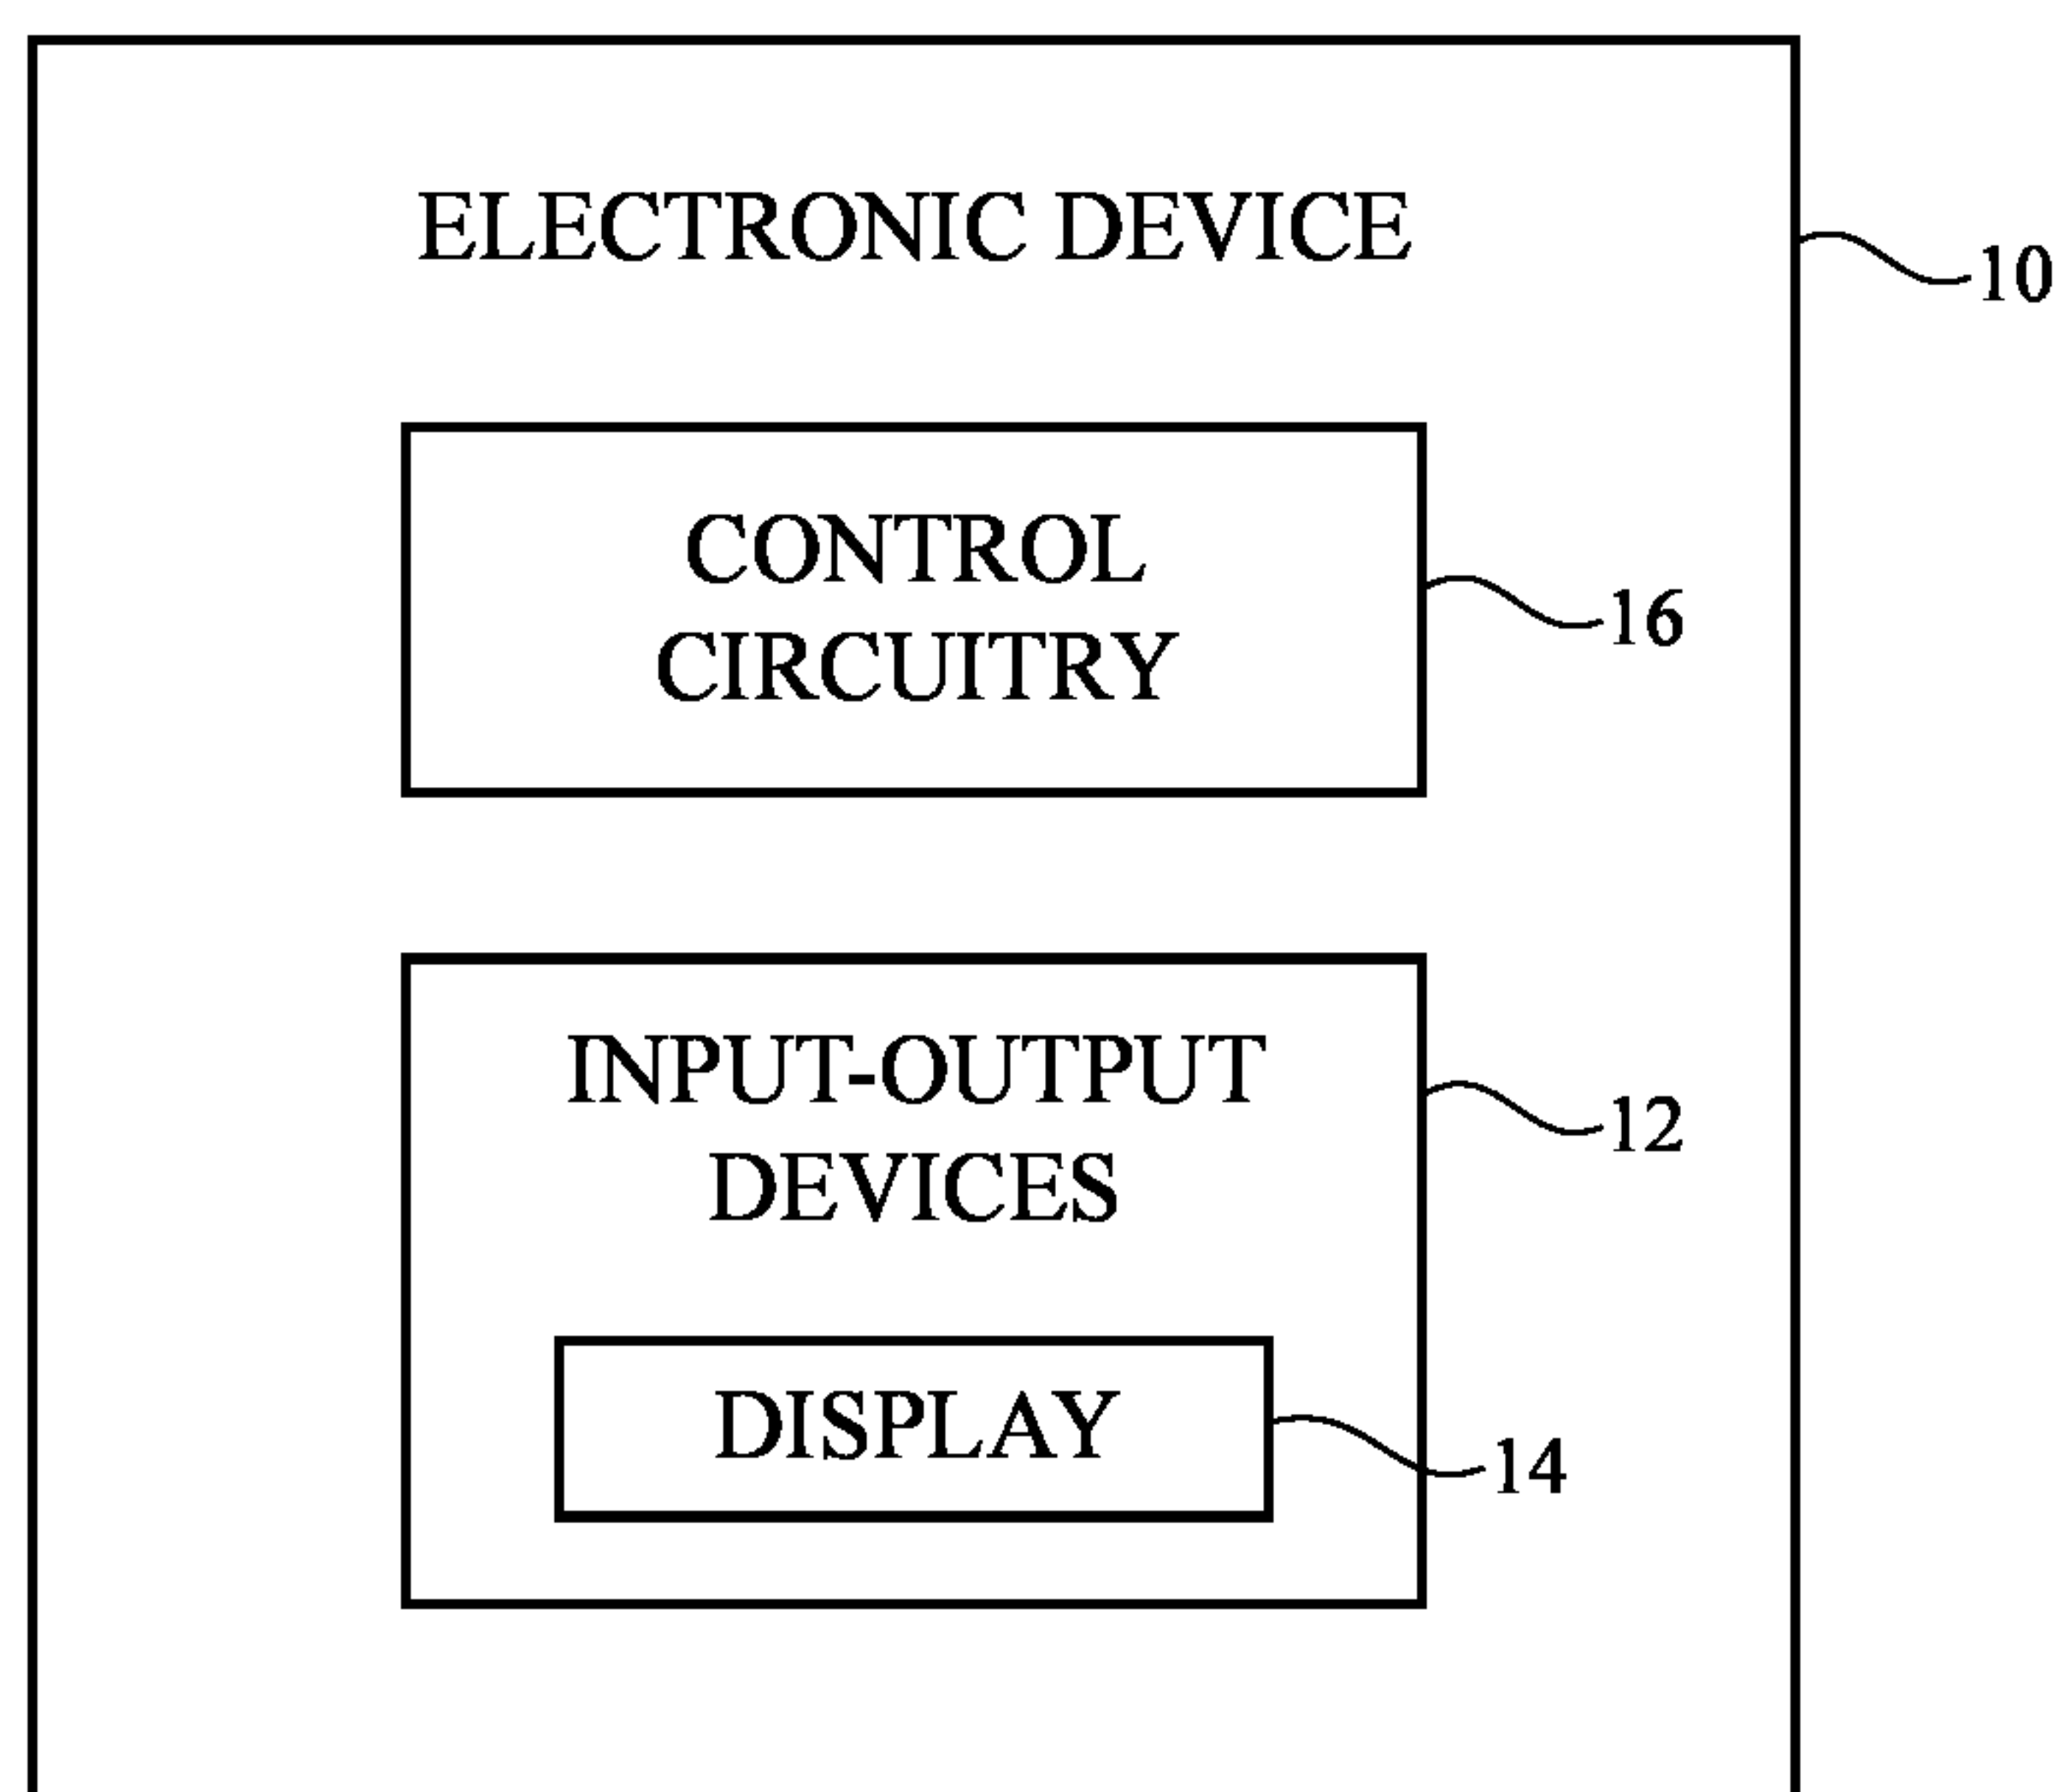 ELECTRONIC DEVICE
10
CONTROL
CIRCUITRY
16
INPUT-OUTPUT
DEVICES
12
DISPLAY
14